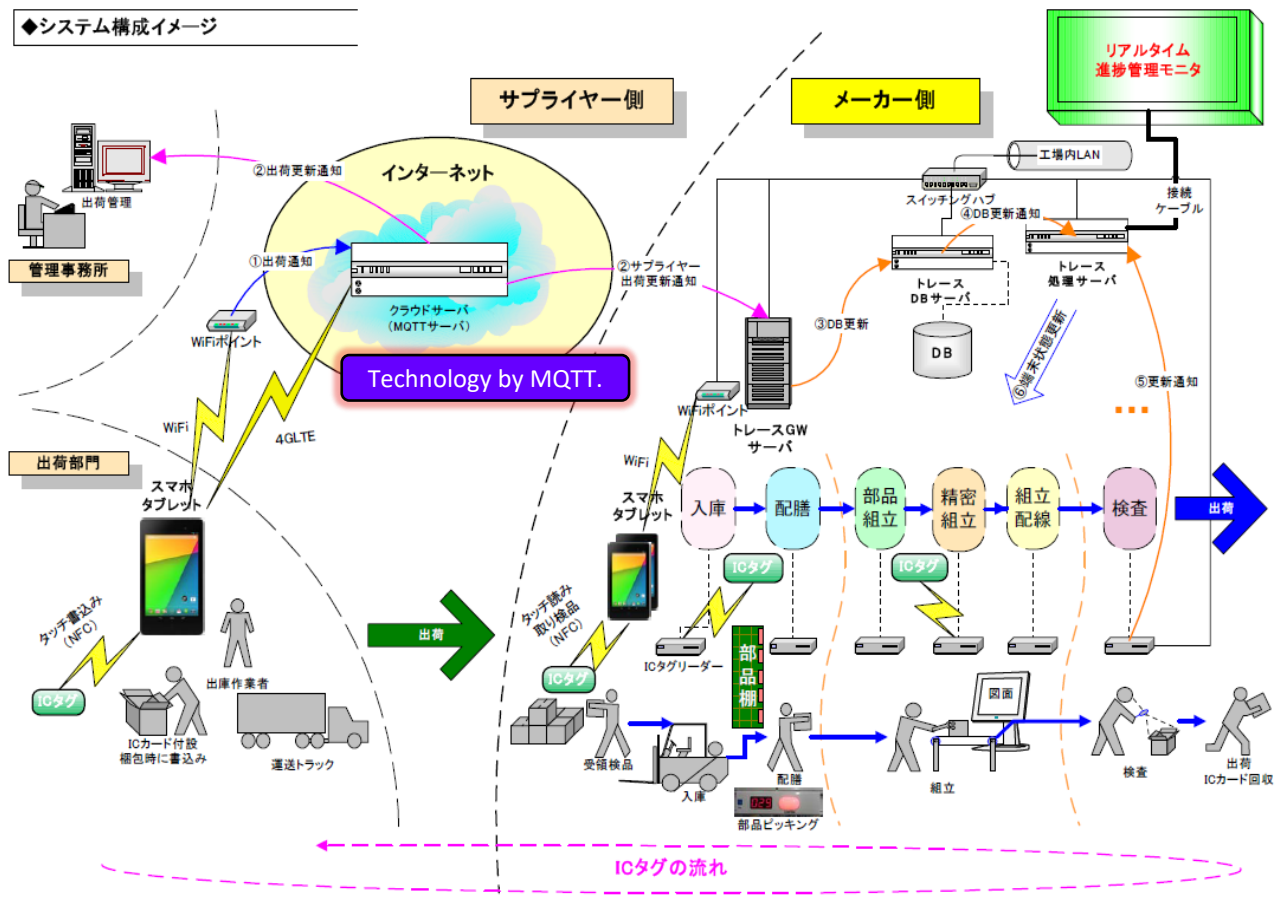 ◆システム構成イメージ
サプライヤー側
メーカー側
リアルタイム
進捗管理モニタ
出荷管理
管理事務所
②出荷更新通知
インターネット
①出荷通知
クラウドサーバ
(MQTTサーバ)
②サプライヤー
出荷更新通知
WiFiポイント
Technology by MQTT.
工場内LAN
スイッチングハブ
接続
ケーブル
④DB更新通知
トレース
DBサーバ
トレース
処理サーバ
③DB更新
DB
⑥端末状態更新
⑤更新通知
…
WiFiポイント
トレースGW
サーバ
WiFi
4GLTE
WiFi
出荷部門
スマホ
タブレット
スマホ
タブレット
入庫
配膳
部品
組立
精密
組立
組立
配線
検査
出荷
ICタグ
ICタグ
タッチ書込み
(NFC)
ICタグ
出庫作業者
ICカード付設
梱包時に書込み
運送トラック
出荷
タッチ読み
取り検品
(NFC)
ICタグ
ICタグリーダー
部
品
棚
図面
受領検品
入庫
配膳
029
部品ピッキング
組立
検査
出荷
ICカード回収
ICタグの流れ